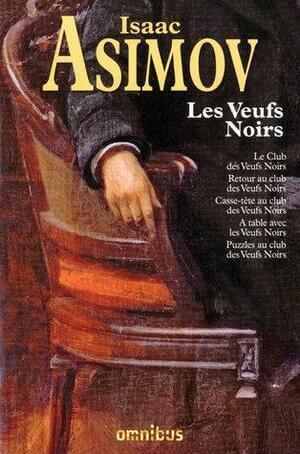 Isaac
ASIMOV
Les Veufs
Noirs
Le Club
des Veufs Noirs
Retour au club
des Veufs Noirs
Casse-tête au club
des Veufs Noirs
A table avec
les Veufs Noirs
Puzzles au club
des Veufs Noirs
omnibus